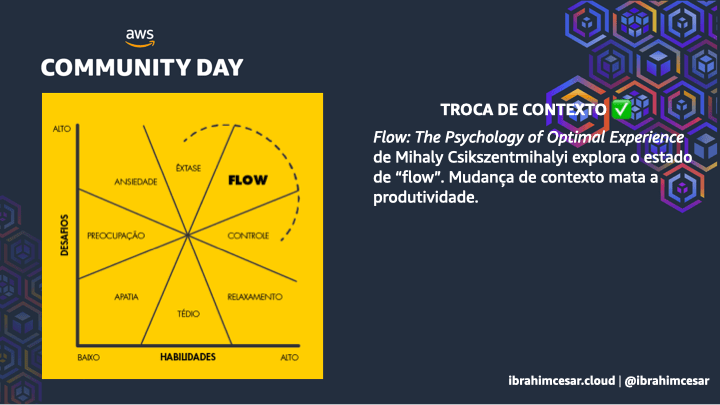 aws
COMMUNITY DAY
ALTO
ÊXTASE
ANSIEDADE
FLOW
DESAFIOS
PREOCUPAÇÃO
CONTROLE
APATIA
RELAXAMENTO
TÉDIO
BAIXO
HABILIDADES
ALTO
TROCA DE CONTEXTO ✅
Flow: The Psychology of Optimal Experience
de Mihaly Csikszentmihalyi explora o estado
de “flow”. Mudança de contexto mata a
produtividade.
ibrahimcesar.cloud | @ibrahimcesar